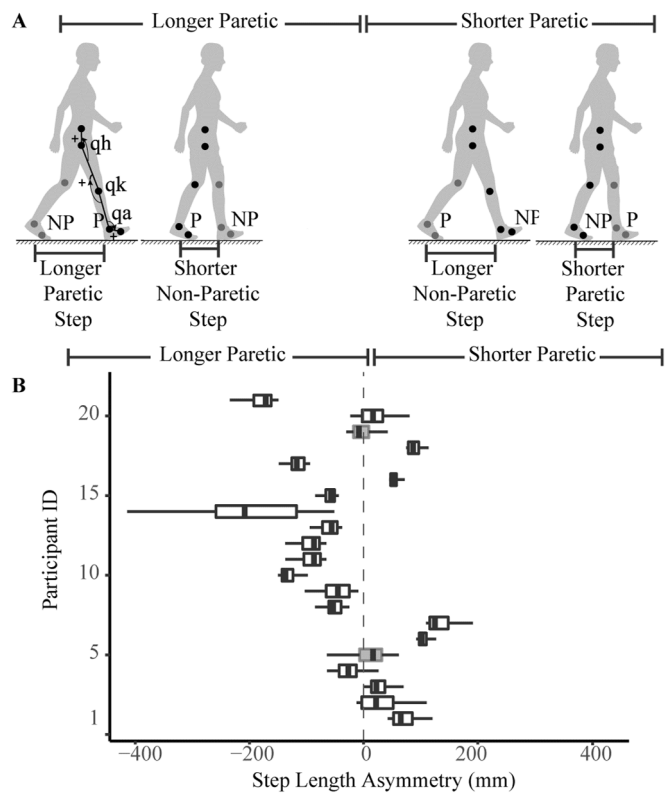 A
Longer Paretic
Shorter Paretic
+
qh
+
qk
NP
P
qa
+
P
NP
P
NP
NP
P
Longer
Paretic
Step
Shorter
Non-Paretic
Step
Longer
Non-Paretic
Step
Shorter
Paretic
Step
Longer Paretic
Shorter Paretic
B
20
15
10
5
1
Participant ID
−400
−200
0
200
400
Step Length Asymmetry (mm)